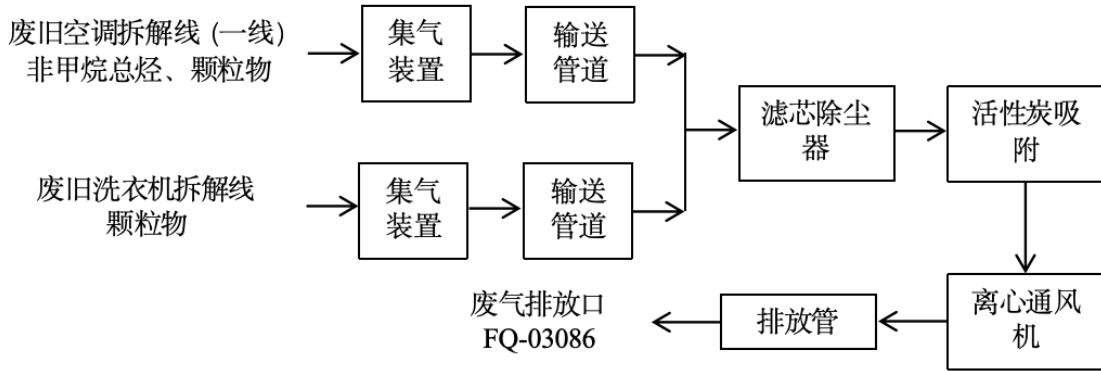 废旧空调拆解线 (一线)
非甲烷总烃、颗粒物
集气
装置
输送
管道
废旧洗衣机拆解线
颗粒物
集气
装置
输送
管道
滤芯除尘
器
活性炭吸
附
离心通风
机
排放管
废气排放口
FQ-03086